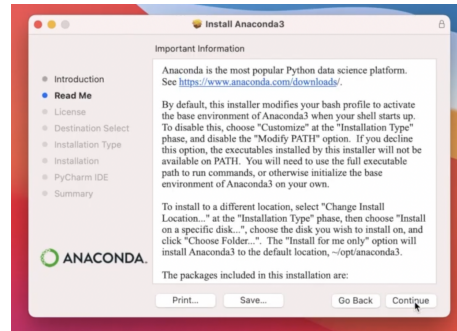 Install Anaconda3
Important Information
Introduction
Read Me
License
Destination Select
Installation Type
Installation
PyCharm IDE
Summary
ANACONDA.
Anaconda is the most popular Python data science platform.
See https://www.anaconda.com/downloads/.
By default, this installer modifies your bash profile to activate
the base environment of Anaconda3 when your shell starts up.
To disable this, choose "Customize" at the "Installation Type"
phase, and disable the "Modify PATH" option. If you decline
this option, the executables installed by this installer will not be
available on PATH. You will need to use the full executable
path to run commands, or otherwise initialize the base
environment of Anaconda3 on your own.
To install to a different location, select "Change Install
Location..." at the "Installation Type" phase, then choose "Install
on a specific disk...", choose the disk you wish to install on, and
click "Choose Folder...". The "Install for me only" option will
install Anaconda3 to the default location, ~/opt/anaconda3.
The packages included in this installation are:
Print...
Save...
Go Back
Continue